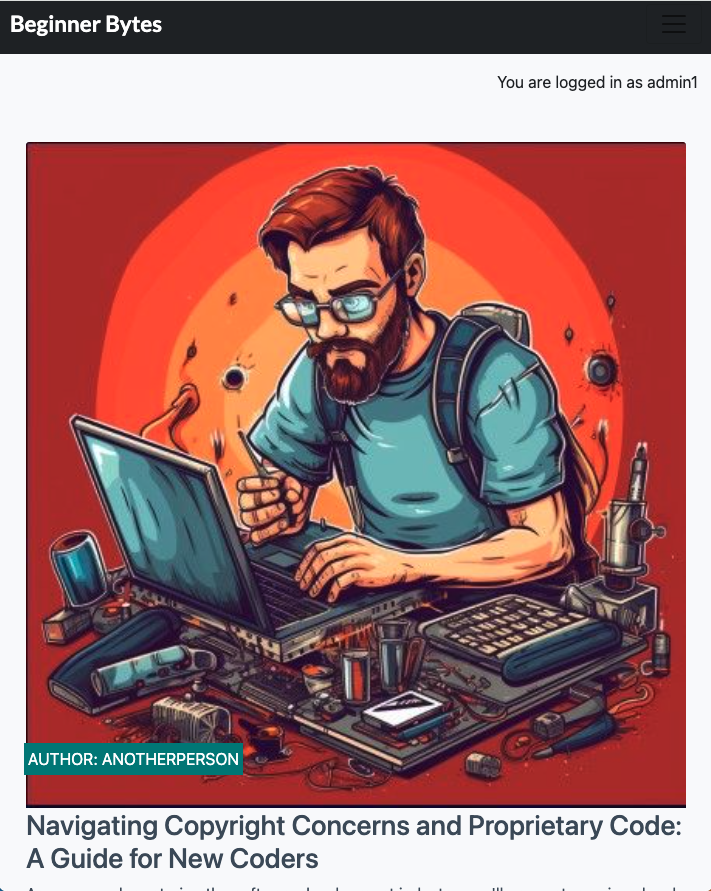 Beginner Bytes
You are logged in as admin1
AUTHOR: ANOTHERPERSON
Navigating Copyright Concerns and Proprietary Code:
A Guide for New Coders